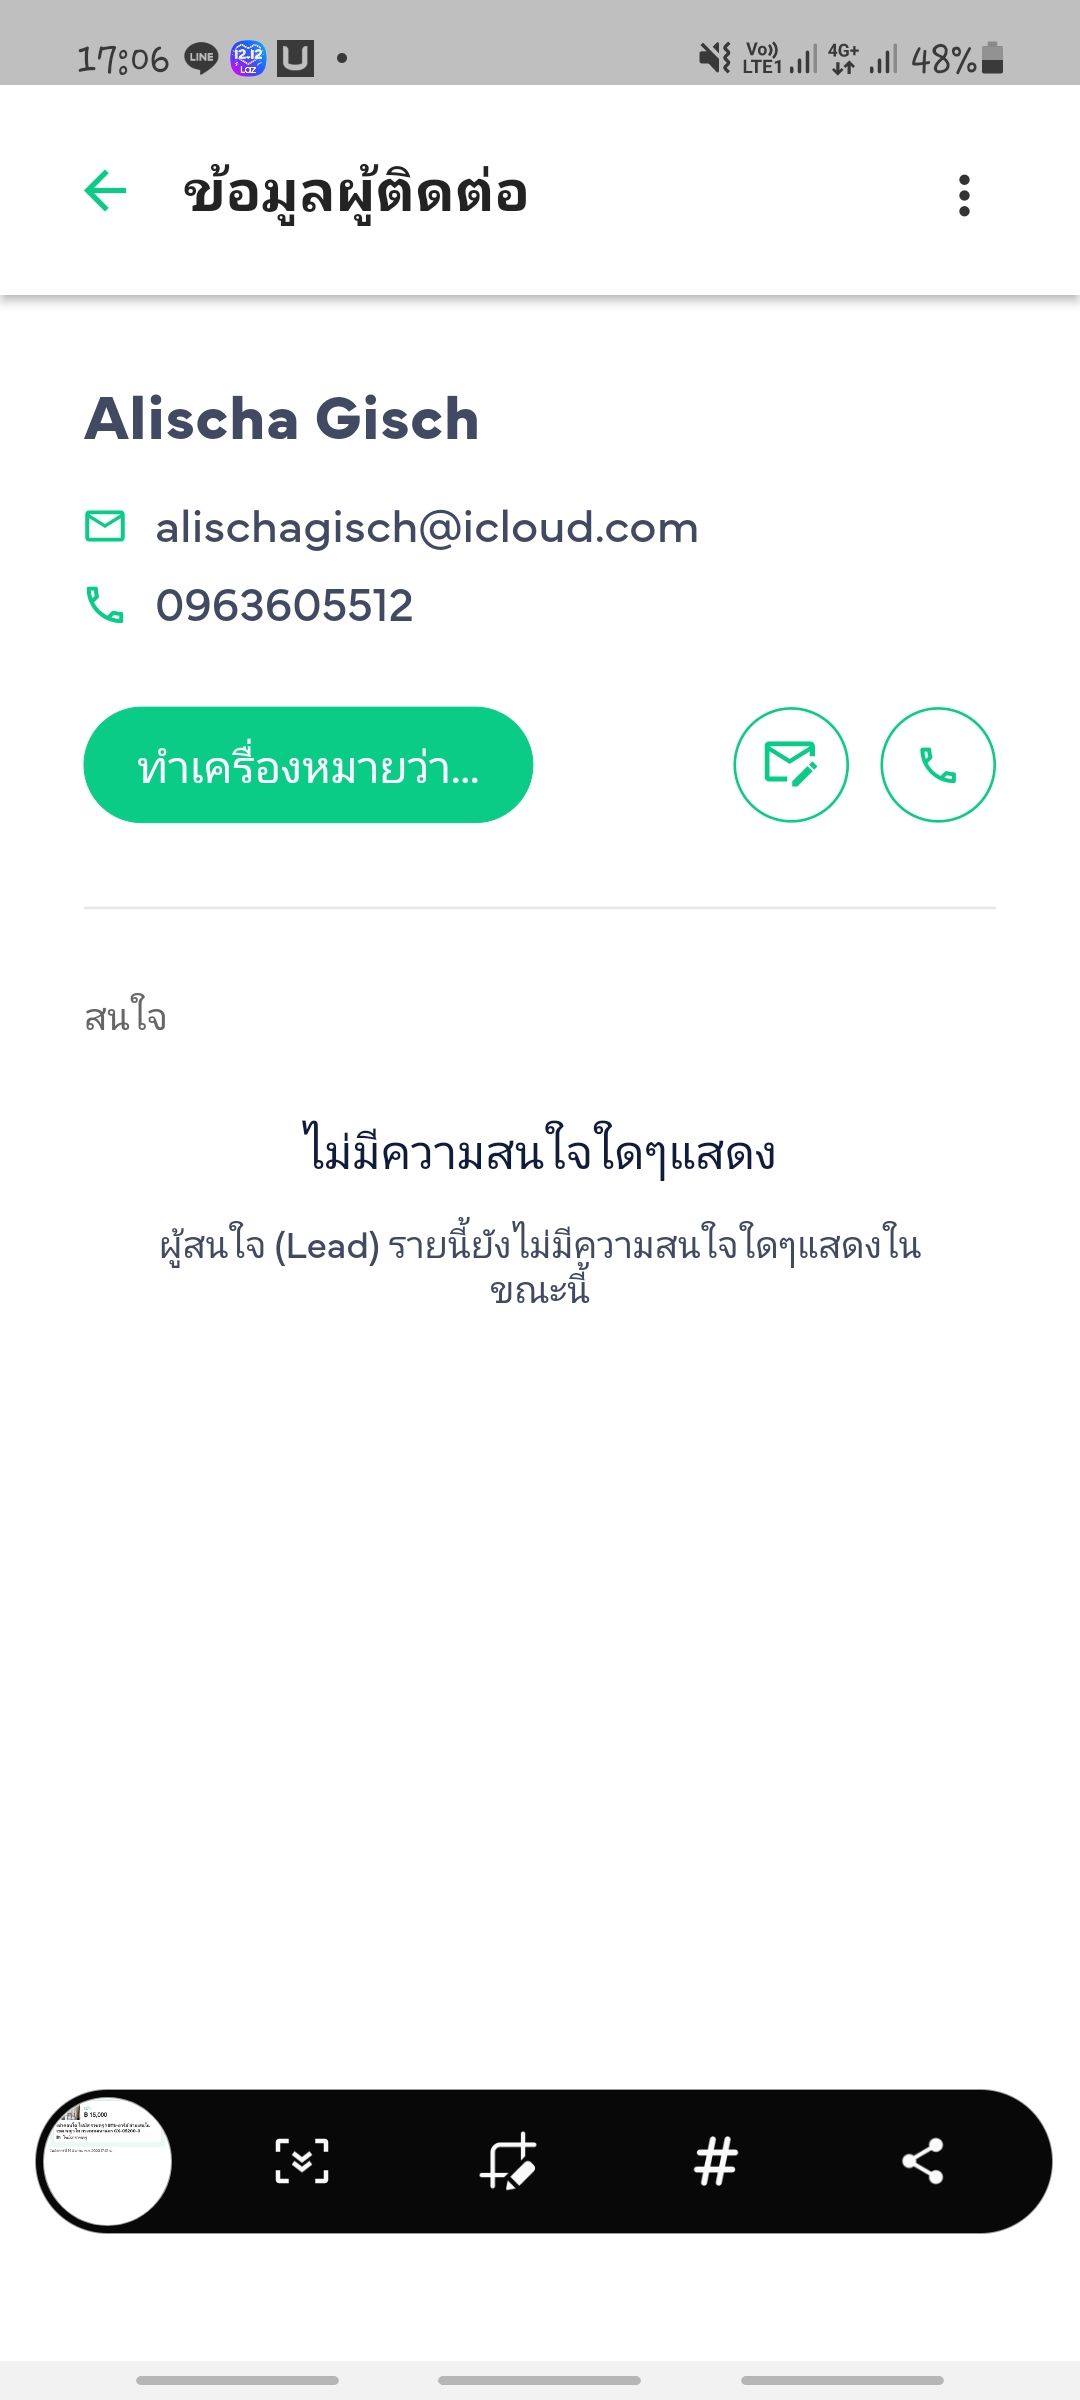 17:06 LINE 12.12 Laz U Vo)) LTE1 4G+ 48%
ข้อมูลผู้ติดต่อ
Alischa Gisch
alischagisch@icloud.com
0963605512
ทำเครื่องหมายว่า...
สนใจ
ไม่มีความสนใจใดๆแสดง
ผู้สนใจ (Lead) รายนี้ยังไม่มีความสนใจใดๆแสดงใน
ขณะนี้
฿ 15,000